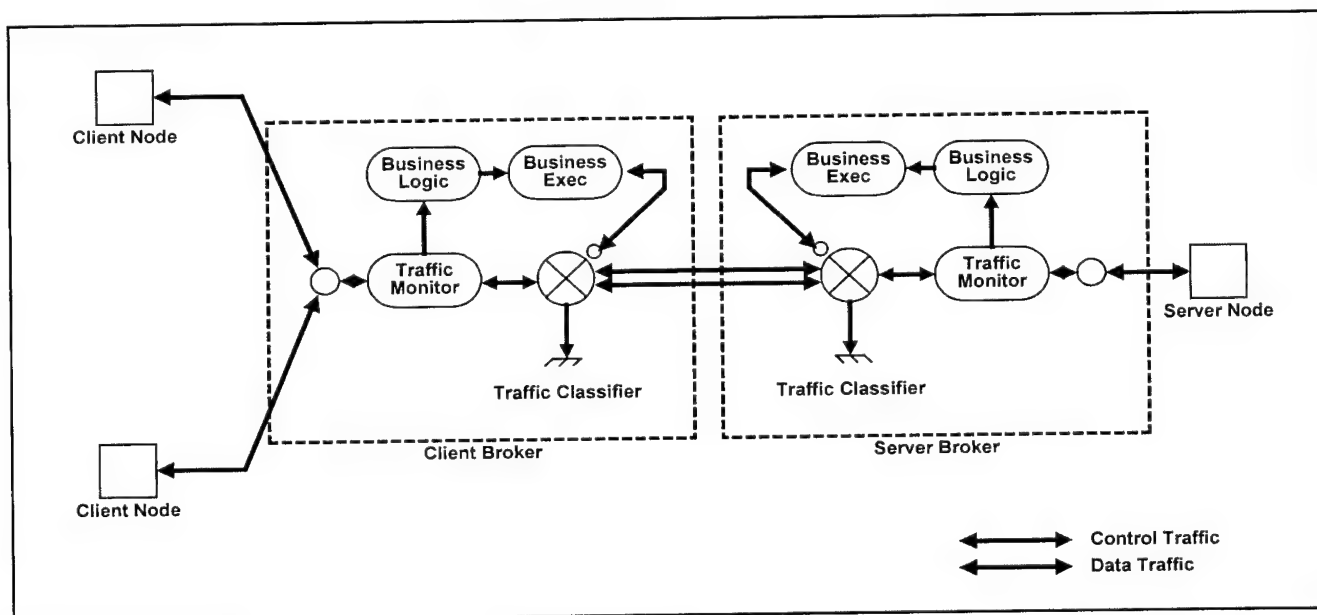 Client Node
Business
Logic
Business
Exec
Business
Exec
Business
Logic
Traffic
Monitor
Traffic
Monitor
Server Node
Traffic Classifier
Traffic Classifier
Client Broker
Server Broker
Client Node
Control Traffic
Data Traffic